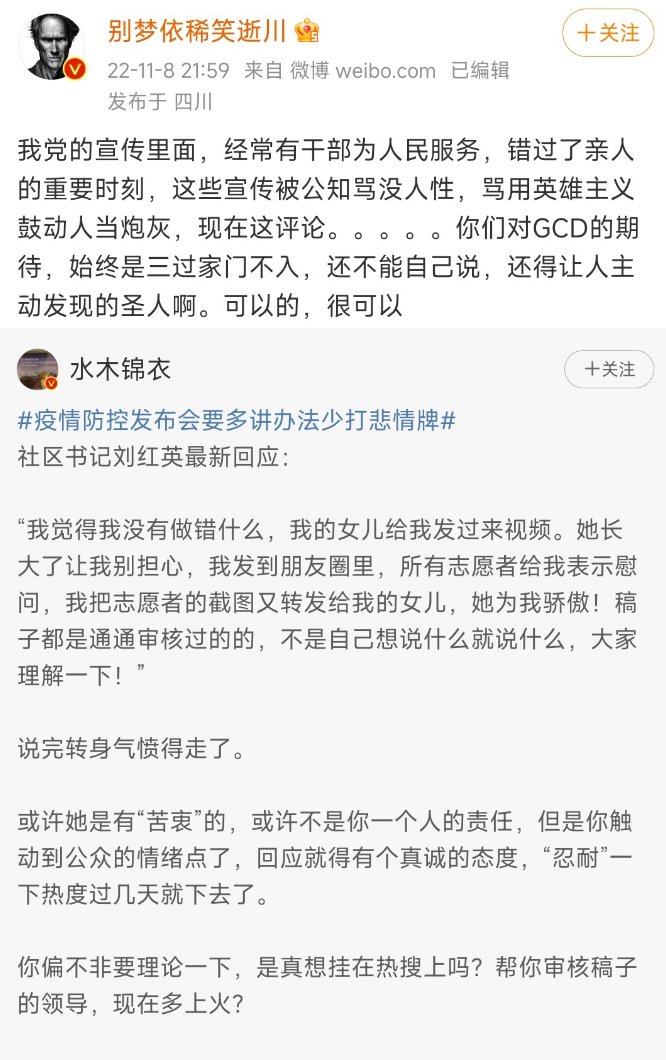 别梦依稀笑逝川
+关注
22-11-8 21:59 来自 微博 weibo.com 已编辑
发布于 四川
我党的宣传里面，经常有干部为人民服务，错过了亲人
的重要时刻，这些宣传被公知骂没人性，骂用英雄主义
鼓动人当炮灰，现在这评论。。。。。你们对GCD的期
待，始终是三过家门不入，还不能自己说，还得让人主
动发现的圣人啊。可以的，很可以
水木锦衣
+关注
#疫情防控发布会要多讲办法少打悲情牌#
社区书记刘红英最新回应：
“我觉得我没有做错什么，我的女儿给我发过来视频。她长
大了让我别担心，我发到朋友圈里，所有志愿者给我表示慰
问，我把志愿者的截图又转发给我的女儿，她为我骄傲！稿
子都是通通审核过的的，不是自己想说什么就说什么，大家
理解一下！”
说完转身气愤得走了。
或许她是有“苦衷”的，或许不是你一个人的责任，但是你触
动到公众的情绪点了，回应就得有个真诚的态度，“忍耐”一
下热度过几天就下去了。
你偏不非要理论一下，是真想挂在热搜上吗？帮你审核稿子
的领导，现在多上火？